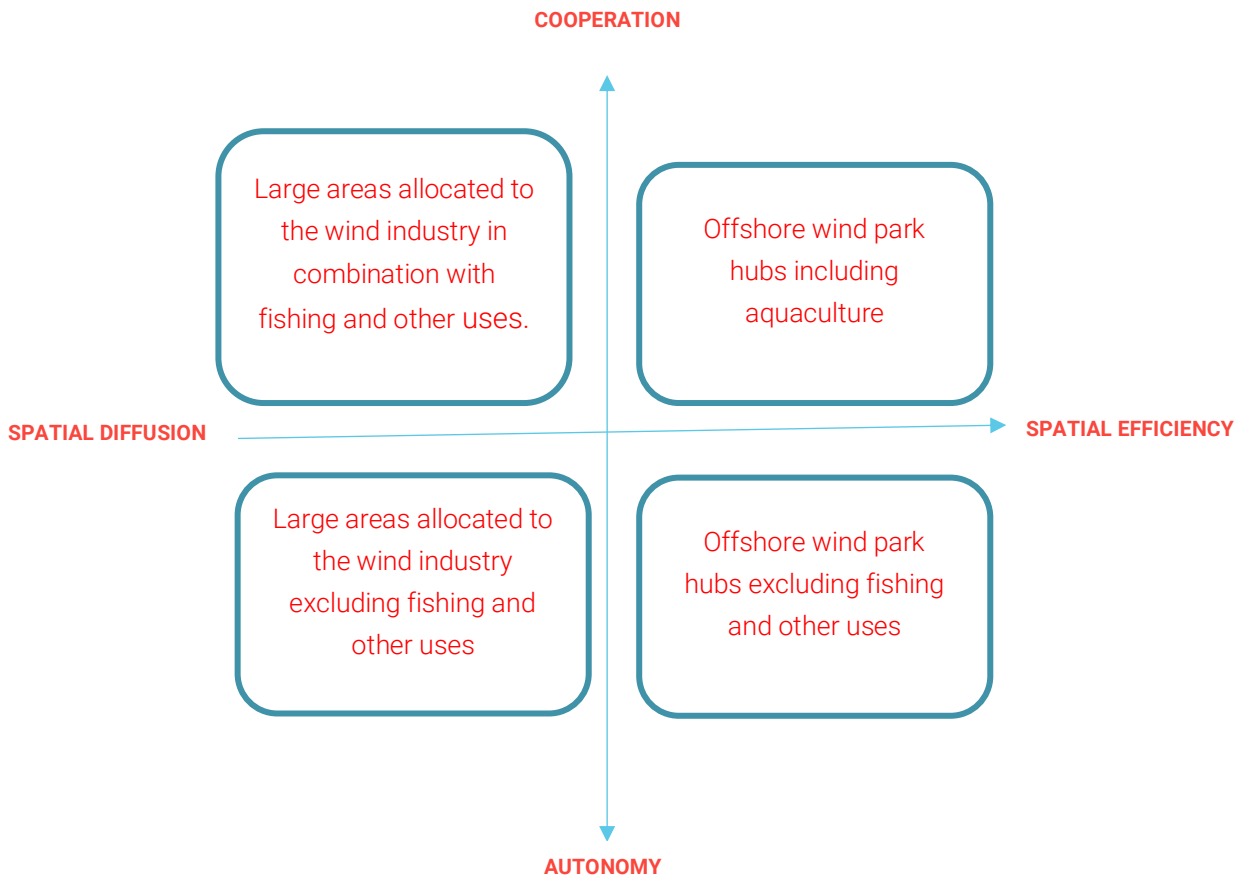 COOPERATION
Large areas allocated to
the wind industry in
combination with
fishing and other uses.
Offshore wind park
hubs including
aquaculture
SPATIAL DIFFUSION
SPATIAL EFFICIENCY
Large areas allocated to
the wind industry
excluding fishing and
other uses
Offshore wind park
hubs excluding fishing
and other uses
AUTONOMY